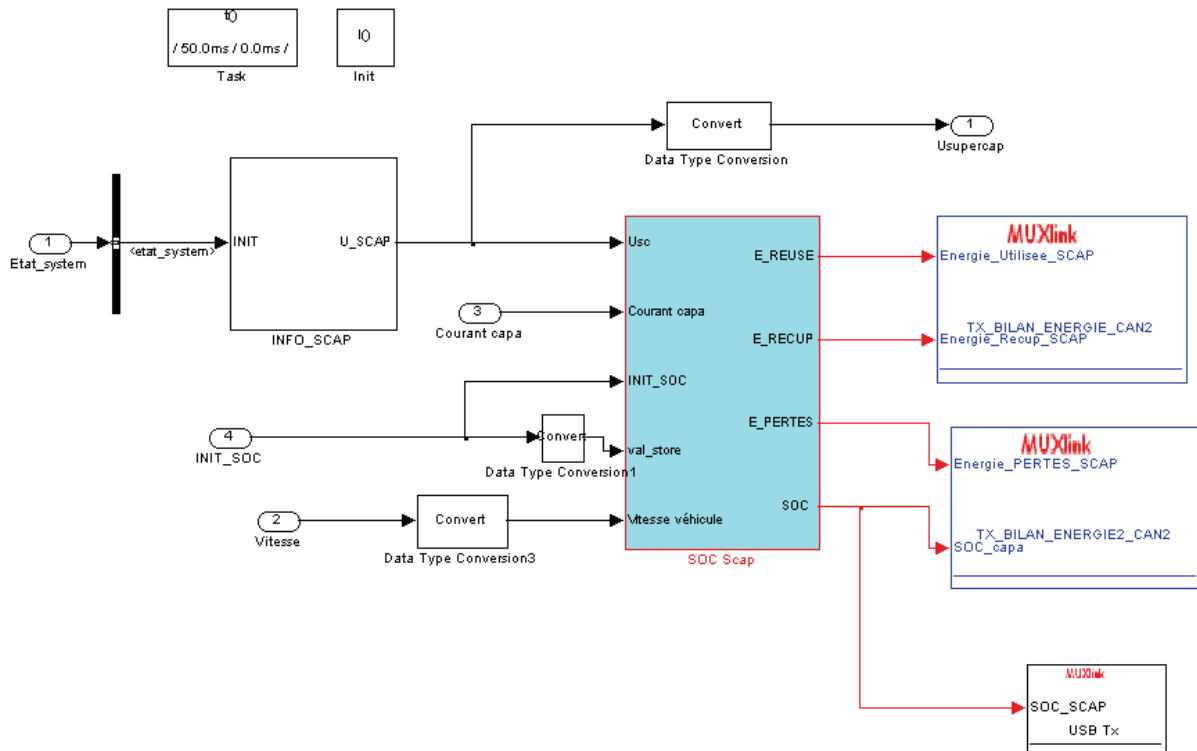 f()
/ 50.0ms / 0.0ms /
Task
f()
Init
Convert
Data Type Conversion
1
Usupercap
1
Etat_system
<etat_system>
INIT
U_SCAP
INFO_SCAP
3
Courant capa
4
INIT_SOC
Convert
Data Type Conversion1
2
Vitesse
Convert
Data Type Conversion3
Usc
Courant capa
INIT_SOC
val_store
Vitesse véhicule
E_REUSE
E_RECUP
E_PERTES
SOC
SOC Scap
MUXlink
Energie_Utilisee_SCAP
TX_BILAN_ENERGIE_CAN2
Energie_Recup_SCAP
MUXlink
Energie_PERTES_SCAP
TX_BILAN_ENERGIE2_CAN2
SOC_capa
MUXlink
SOC_SCAP
USB Tx